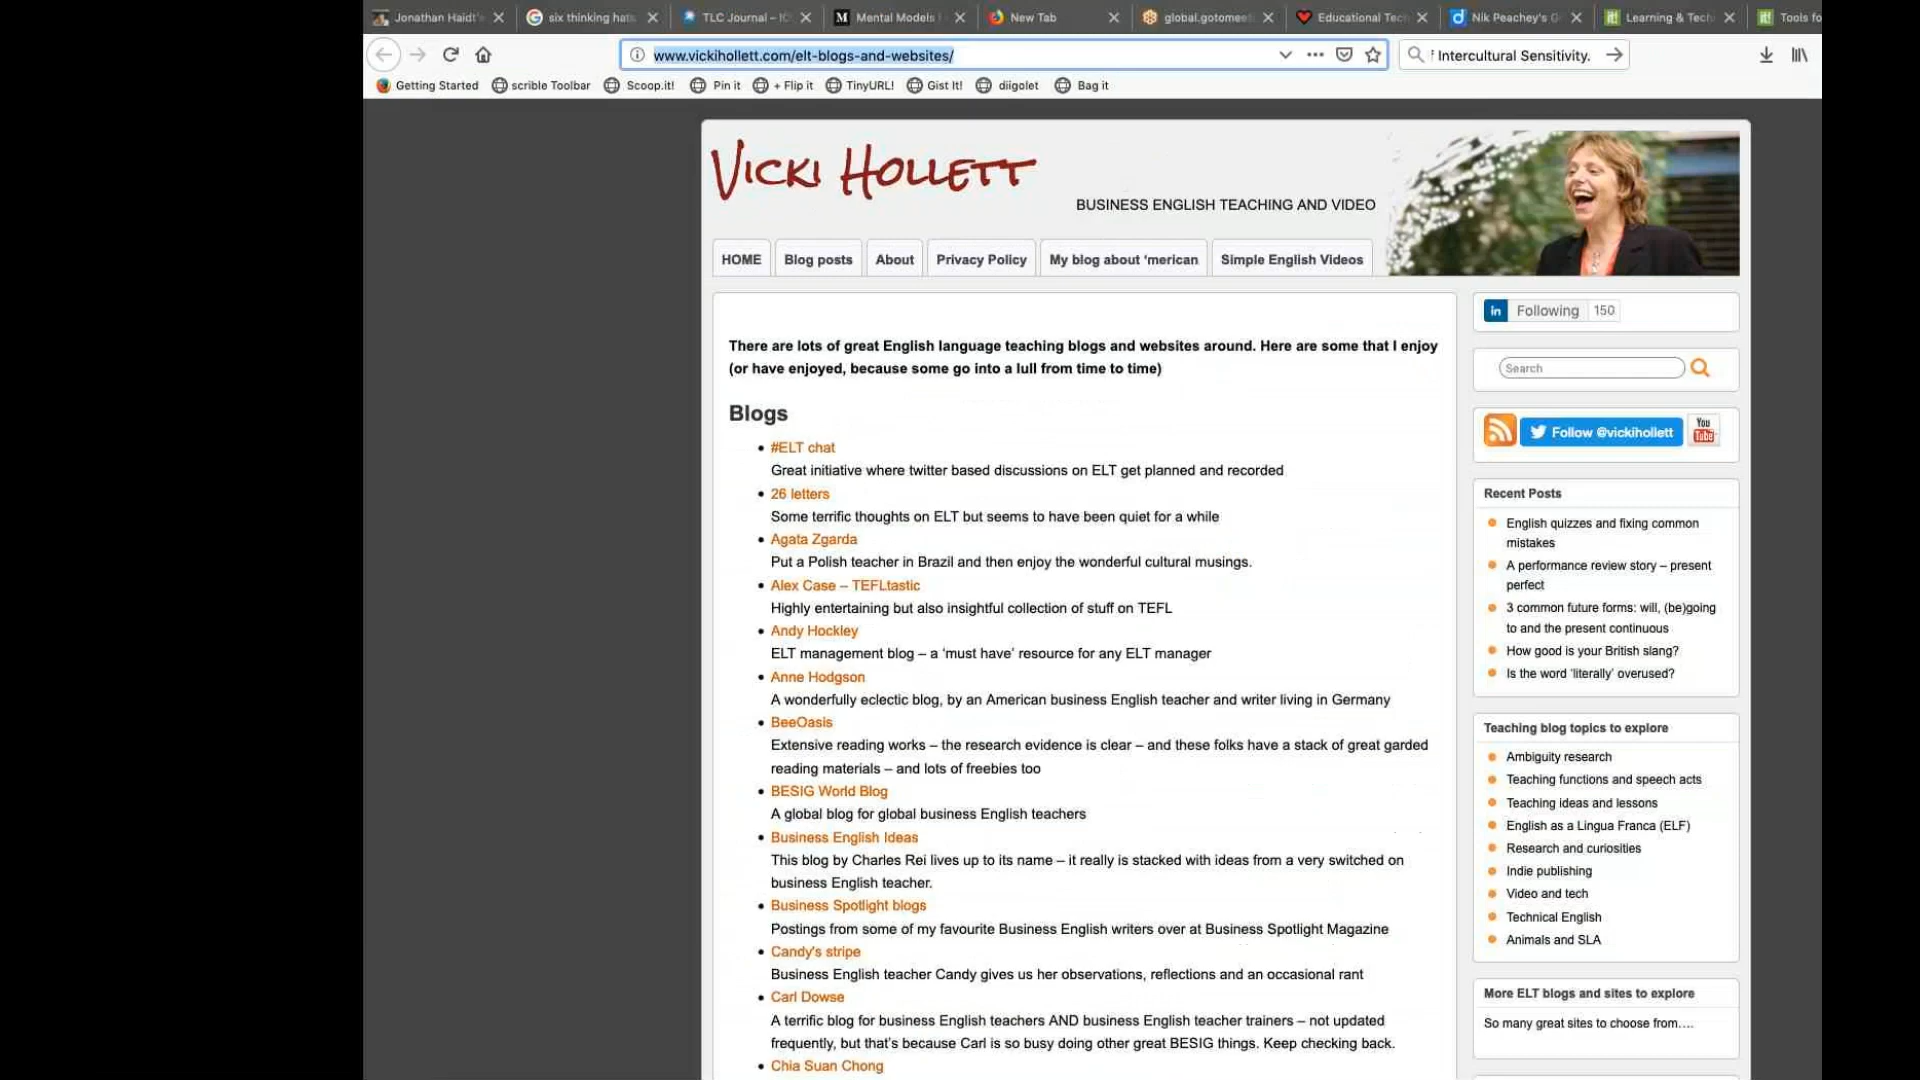 Jonathan Haidt's
six thinking hats
TLC Journal – IC
Mental Models
New Tab
global.gotomeet
Educational Tec
Nik Peachey's
Learning & Tech
Tools fo
www.vickihollett.com/elt-blogs-and-websites/
Intercultural Sensitivity.
Getting Started
scrible Toolbar
Scoop.it!
Pin it
+ Flip it
TinyURL!
Gist It!
diigolet
Bag it
VICKI HOLLETT
BUSINESS ENGLISH TEACHING AND VIDEO
HOME
Blog posts
About
Privacy Policy
My blog about ‘merican
Simple English Videos
There are lots of great English language teaching blogs and websites around. Here are some that I enjoy
(or have enjoyed, because some go into a lull from time to time)
Blogs
#ELT chat
Great initiative where twitter based discussions on ELT get planned and recorded
26 letters
Some terrific thoughts on ELT but seems to have been quiet for a while
Agata Zgarda
Put a Polish teacher in Brazil and then enjoy the wonderful cultural musings.
Alex Case – TEFLtastic
Highly entertaining but also insightful collection of stuff on TEFL
Andy Hockley
ELT management blog – a ‘must have’ resource for any ELT manager
Anne Hodgson
A wonderfully eclectic blog, by an American business English teacher and writer living in Germany
BeeOasis
Extensive reading works – the research evidence is clear – and these folks have a stack of great garded
reading materials – and lots of freebies too
BESIG World Blog
A global blog for global business English teachers
Business English Ideas
This blog by Charles Rei lives up to its name – it really is stacked with ideas from a very switched on
business English teacher.
Business Spotlight blogs
Postings from some of my favourite Business English writers over at Business Spotlight Magazine
Candy's stripe
Business English teacher Candy gives us her observations, reflections and an occasional rant
Carl Dowse
A terrific blog for business English teachers AND business English teacher trainers – not updated
frequently, but that’s because Carl is so busy doing other great BESIG things. Keep checking back.
Chia Suan Chong
in Following 150
Search
Follow @vickihollett
You
Tube
Recent Posts
English quizzes and fixing common
mistakes
A performance review story – present
perfect
3 common future forms: will, (be)going
to and the present continuous
How good is your British slang?
Is the word ‘literally’ overused?
Teaching blog topics to explore
Ambiguity research
Teaching functions and speech acts
Teaching ideas and lessons
English as a Lingua Franca (ELF)
Research and curiosities
Indie publishing
Video and tech
Technical English
Animals and SLA
More ELT blogs and sites to explore
So many great sites to choose from….